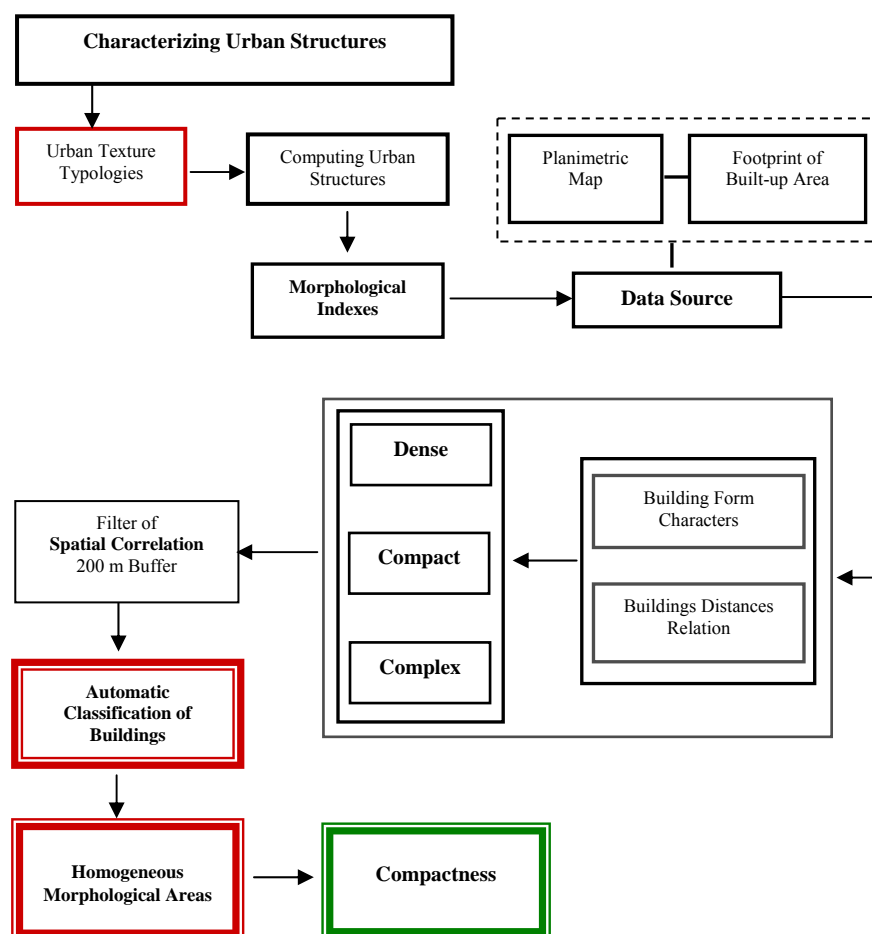 Characterizing Urban Structures
Urban Texture
Typologies
Computing Urban
Structures
Planimetric
Map
Footprint of
Built-up Area
Morphological
Indexes
Data Source
Dense
Compact
Complex
Building Form
Characters
Buildings Distances
Relation
Filter of
Spatial Correlation
200 m Buffer
Automatic
Classification of
Buildings
Homogeneous
Morphological Areas
Compactness